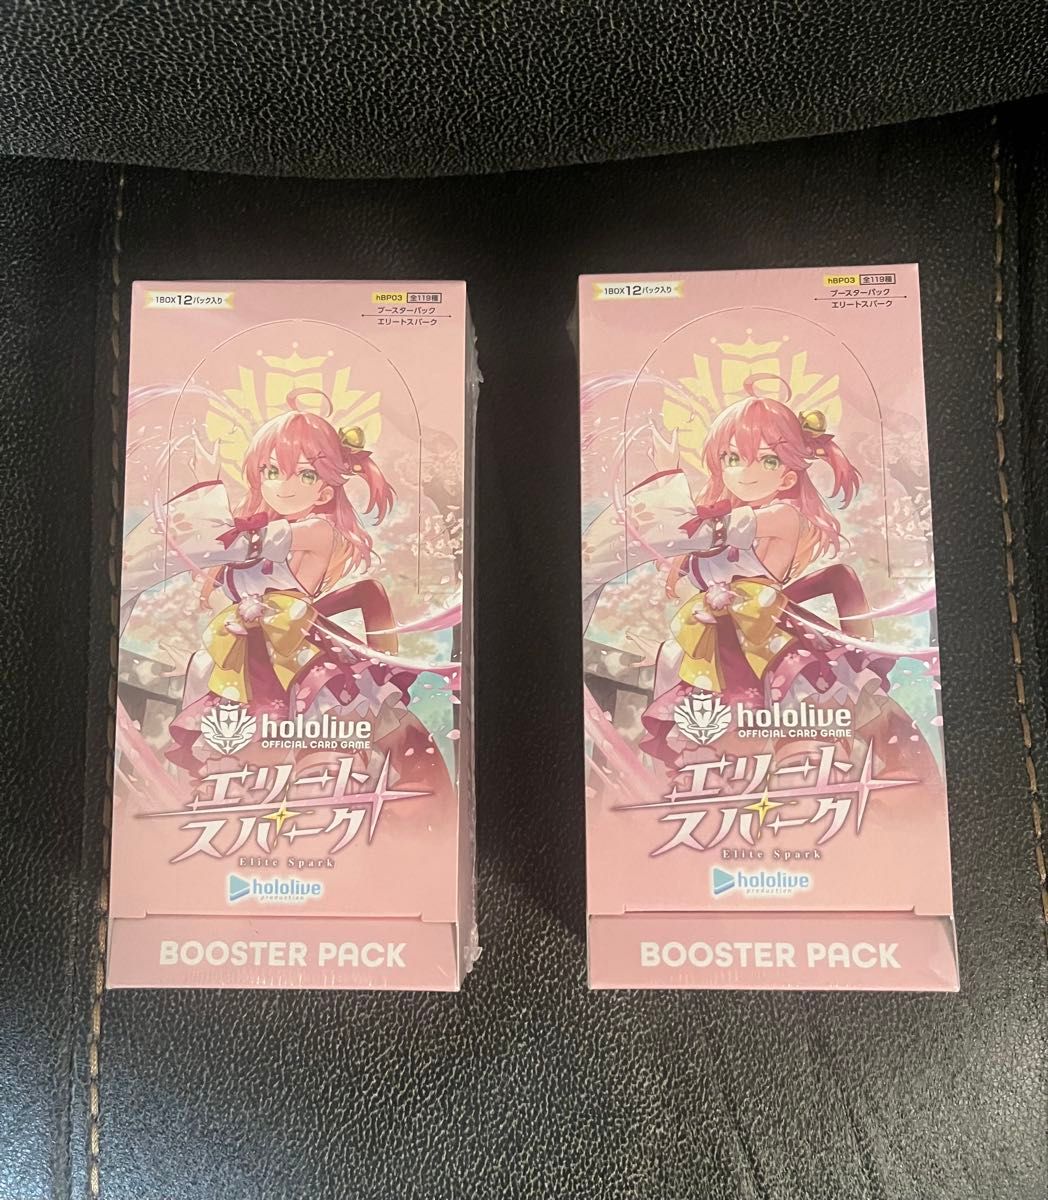 1BOX12パック入り
hBP03 全119種
ブースターパック
エリートスパーク
hololive
OFFICIAL CARD GAME
エリート
スパーク
Elite Spark
hololive
production
BOOSTER PACK
1BOX12パック入り
hBP03 全119種
ブースターパック
エリートスパーク
hololive
OFFICIAL CARD GAME
エリート
スパーク
Elite Spark
hololive
production
BOOSTER PACK